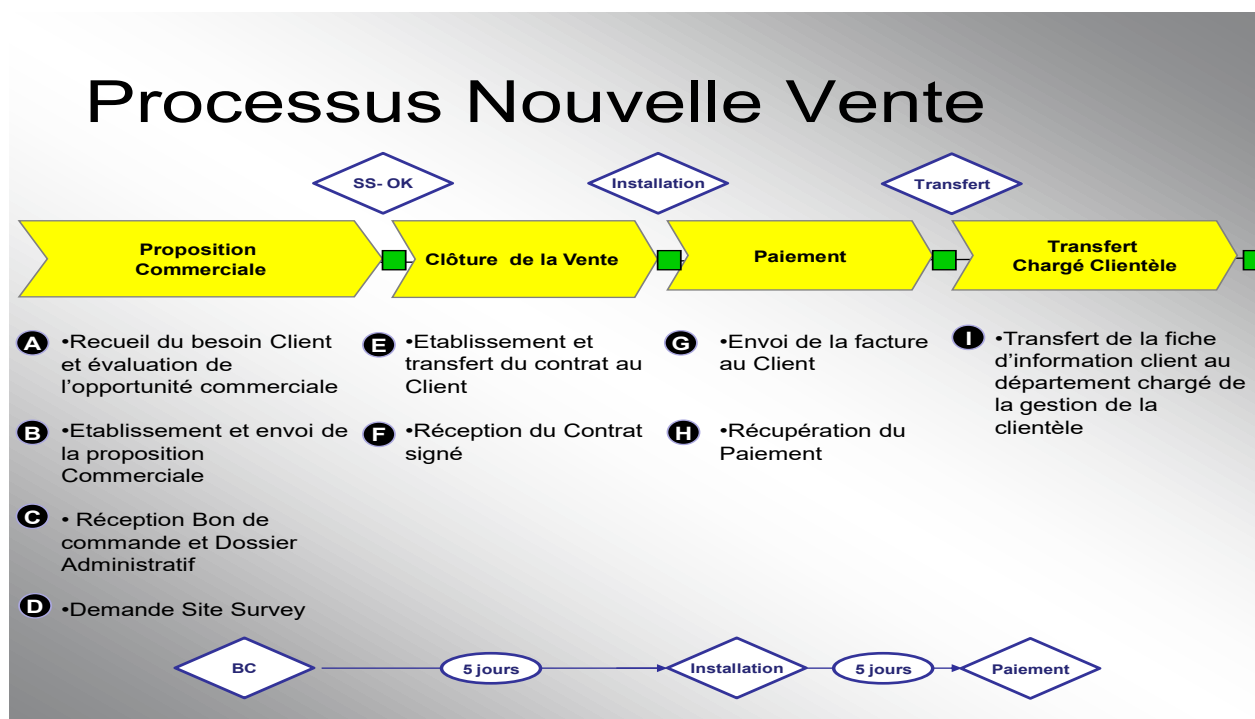 Processus Nouvelle Vente
SS- OK
Installation
Transfert
Proposition
Commerciale
Clôture de la Vente
Paiement
Transfert
Chargé Clientèle
A •Recueil du besoin Client
et évaluation de
l’opportunité commerciale
B •Etablissement et envoi de
la proposition
Commerciale
C • Réception Bon de
commande et Dossier
Administratif
D •Demande Site Survey
E •Etablissement et
transfert du contrat au
Client
F •Réception du Contrat
signé
G •Envoi de la facture
au Client
H •Récupération du
Paiement
I •Transfert de la fiche
d’information client au
département chargé de
la gestion de la
clientèle
BC
5 jours
Installation
5 jours
Paiement